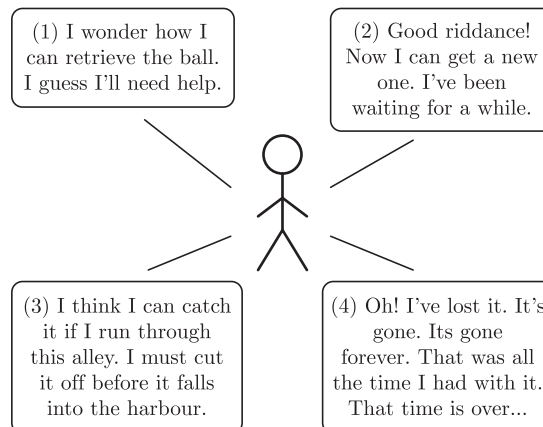 (1) I wonder how I
can retrieve the ball.
I guess I'll need help.
(2) Good riddance!
Now I can get a new
one. I've been
waiting for a while.
(3) I think I can catch
it if I run through
this alley. I must cut
it off before it falls
into the harbour.
(4) Oh! I've lost it. It's
gone. Its gone
forever. That was all
the time I had with it.
That time is over...